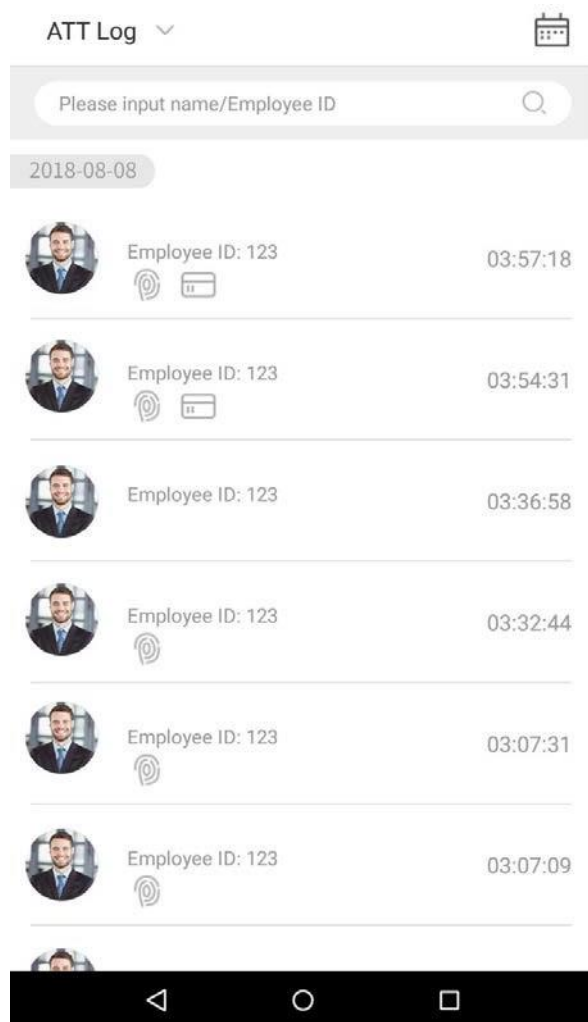 ATT Log
Please input name/Employee ID
2018-08-08
Employee ID: 123
03:57:18
Employee ID: 123
03:54:31
Employee ID: 123
03:36:58
Employee ID: 123
03:32:44
Employee ID: 123
03:07:31
Employee ID: 123
03:07:09